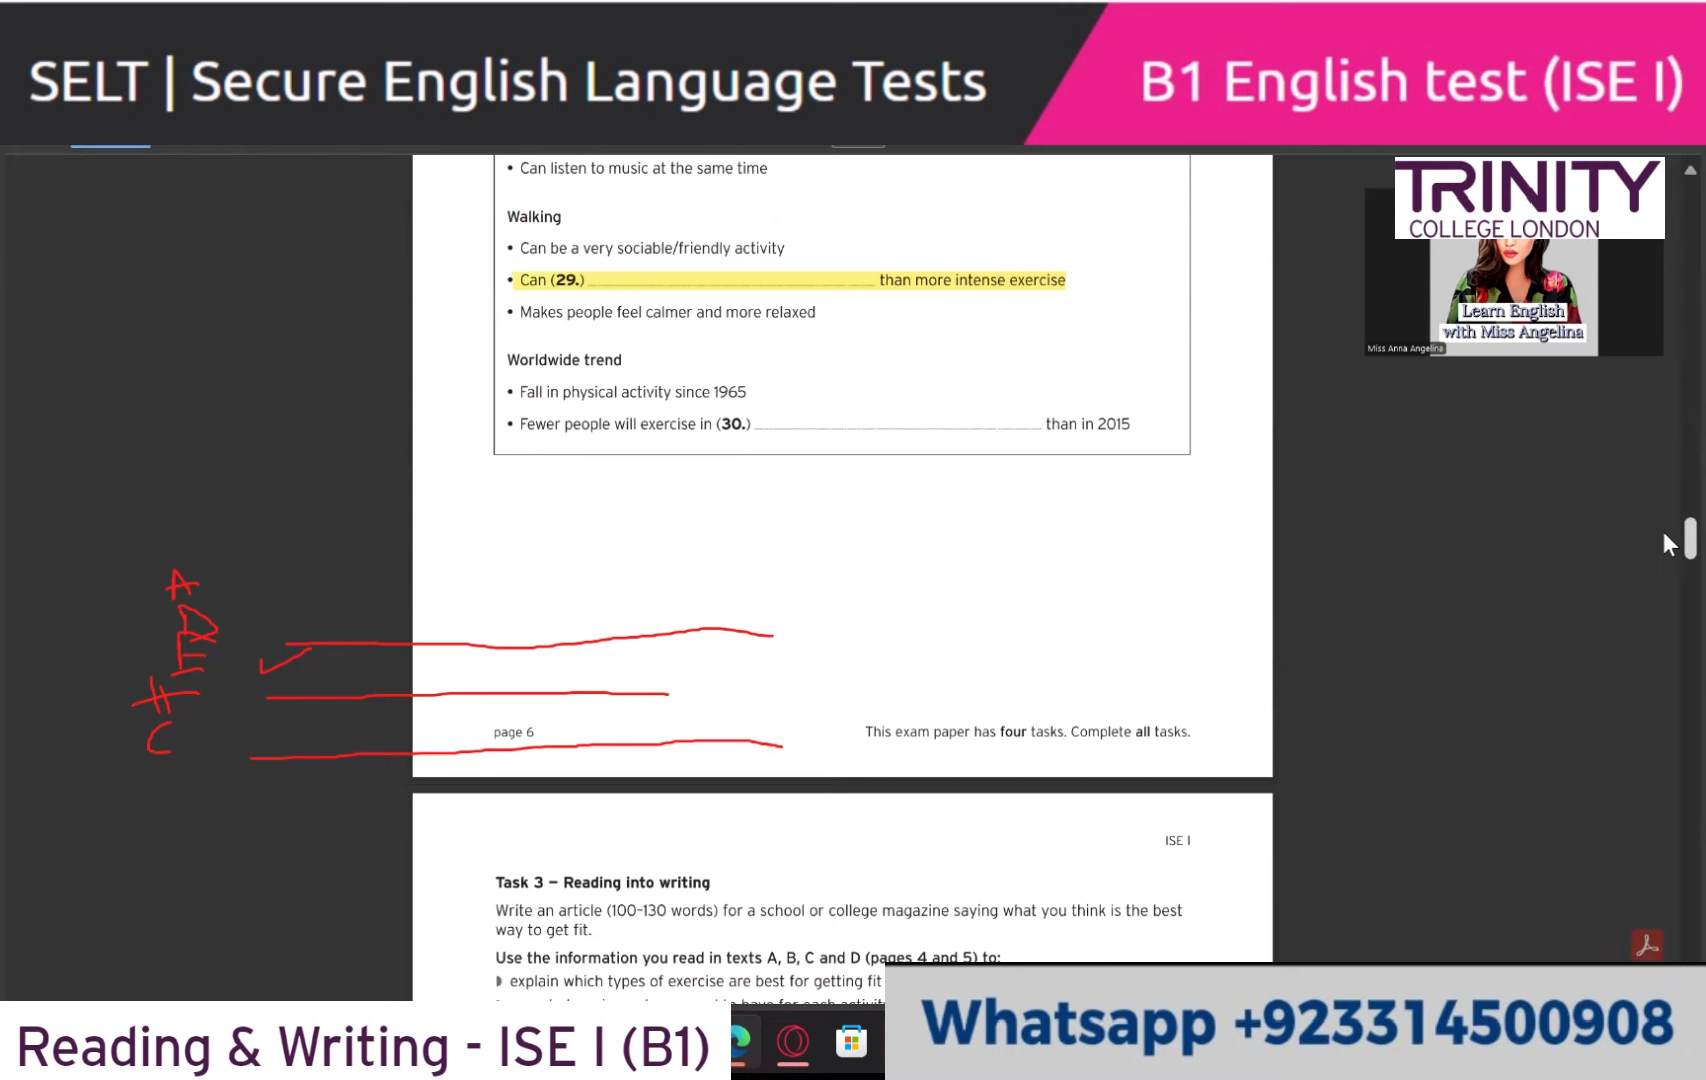 SELT | Secure English Language Tests
B1 English test (ISE I)
TRINITY
COLLEGE LONDON
Learn English
with Miss Angelina
Miss Anna Angelina
• Can listen to music at the same time
Walking
• Can be a very sociable/friendly activity
• Can (29.) than more intense exercise
• Makes people feel calmer and more relaxed
Worldwide trend
• Fall in physical activity since 1965
• Fewer people will exercise in (30.) than in 2015
A
D
E
H
C
page 6
This exam paper has four tasks. Complete all tasks.
ISE I
Task 3 – Reading into writing
Write an article (100–130 words) for a school or college magazine saying what you think is the best
way to get fit.
Use the information you read in texts A, B, C and D (pages 4 and 5) to:
explain which types of exercise are best for getting fit
Reading & Writing - ISE I (B1)
Whatsapp +923314500908